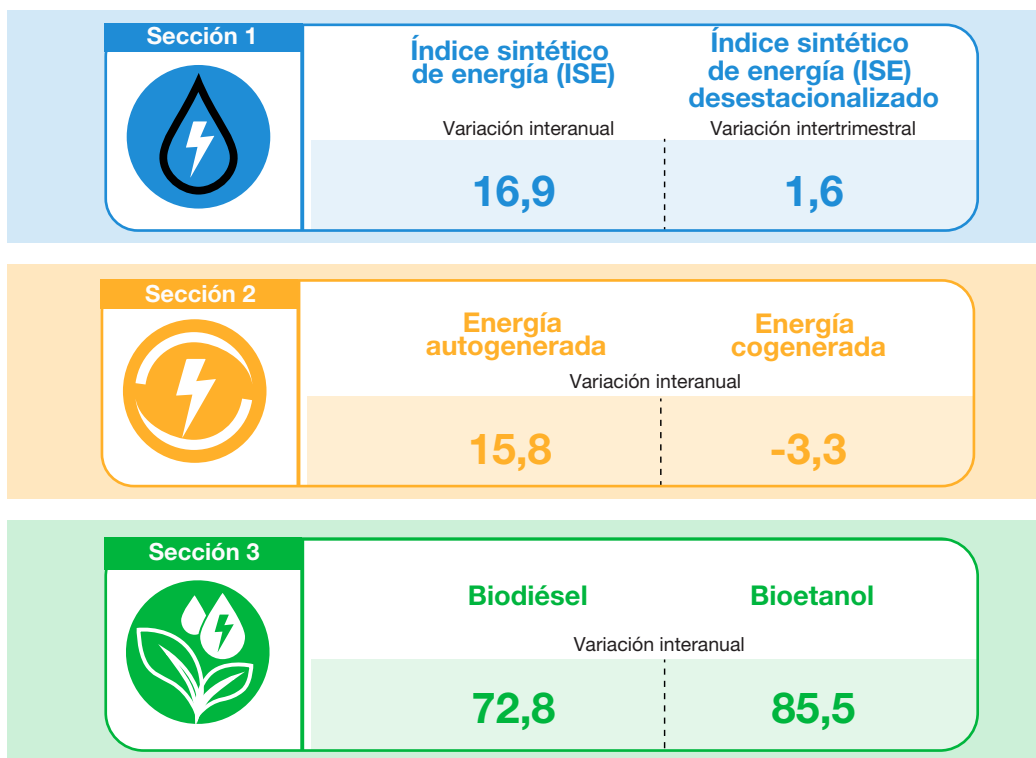 Sección 1
Índice sintético
de energía (ISE)
Variación interanual
16,9
Índice sintético
de energía (ISE)
desestacionalizado
Variación intertrimestral
1,6
Sección 2
Energía
autogenerada
Energía
cogenerada
Variación interanual
15,8
-3,3
Sección 3
Biodiésel
Bioetanol
Variación interanual
72,8
85,5